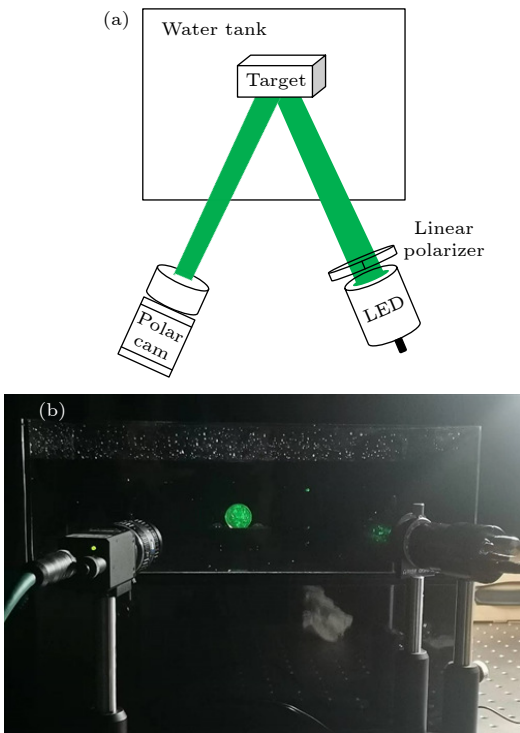 (a)
Water tank
Target
Linear
polarizer
LED
Polar
cam
(b)